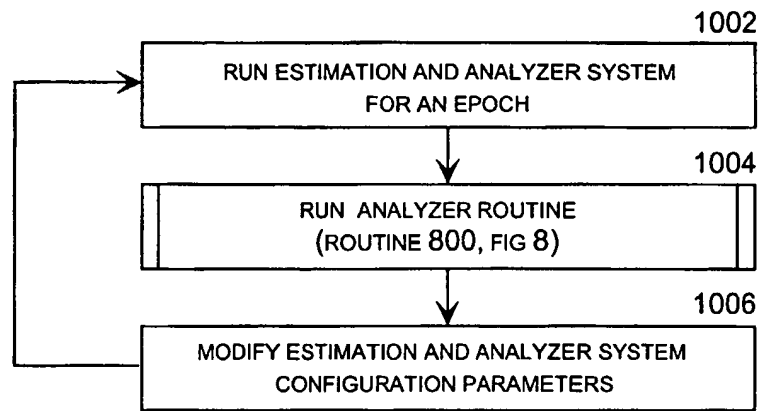 1002
RUN ESTIMATION AND ANALYZER SYSTEM
FOR AN EPOCH
1004
RUN ANALYZER ROUTINE
(ROUTINE 800, FIG 8)
1006
MODIFY ESTIMATION AND ANALYZER SYSTEM
CONFIGURATION PARAMETERS